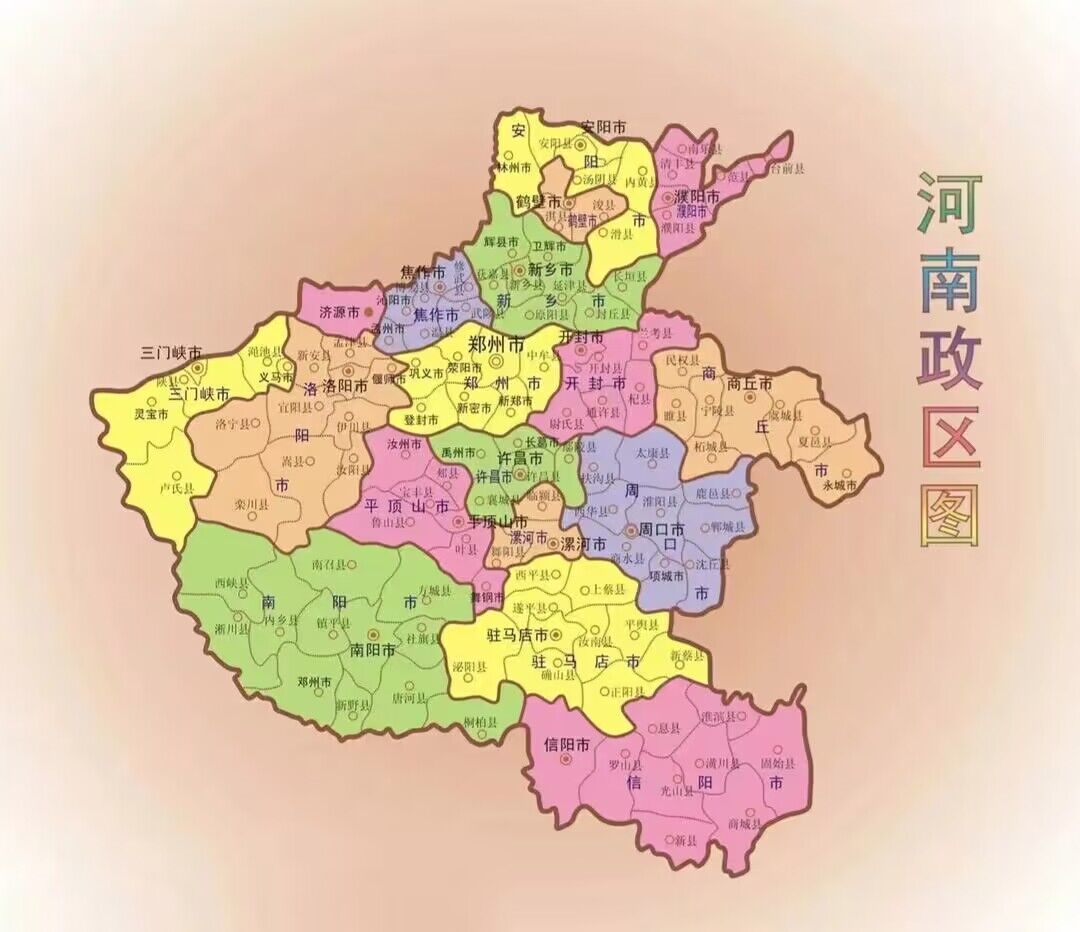 河南政区图
安阳市
安阳市
安阳县
林州市
汤阴县
内黄县
滑县
鹤壁市
鹤壁市
浚县
淇县
南乐县
清丰县
台前县
范县
濮阳市
濮阳市
濮阳县
辉县市
卫辉市
新乡市
获嘉县
新乡县
延津县
长垣县
新乡市
原阳县
封丘县
焦作市
修武县
博爱县
沁阳市
焦作市
武陟县
孟州市
温县
济源市
三门峡市
渑池县
义马市
陕县
三门峡市
灵宝市
卢氏县
孟津县
新安县
洛阳市
偃师市
洛阳市
宜阳县
洛宁县
伊川县
嵩县
汝阳县
栾川县
郑州市
中牟县
巩义市
荥阳市
郑州市
新密市
新郑市
登封市
开封市
兰考县
开封县
开封市
杞县
通许县
尉氏县
民权县
商丘市
商丘市
睢县
宁陵县
虞城县
柘城县
夏邑县
永城市
汝州市
郏县
宝丰县
平顶山市
鲁山县
平顶山市
叶县
舞钢市
禹州市
长葛市
许昌市
鄢陵县
许昌市
许昌县
襄城县
临颍县
漯河市
漯河市
舞阳县
太康县
扶沟县
周口市
淮阳县
鹿邑县
西华县
周口市
郸城县
商水县
项城市
沈丘县
南召县
西峡县
方城县
南阳市
内乡县
淅川县
镇平县
社旗县
南阳市
邓州市
唐河县
新野县
桐柏县
西平县
上蔡县
遂平县
驻马店市
汝南县
平舆县
驻马店市
新蔡县
泌阳县
确山县
正阳县
信阳市
息县
淮滨县
罗山县
潢川县
固始县
信阳市
光山县
商城县
新县